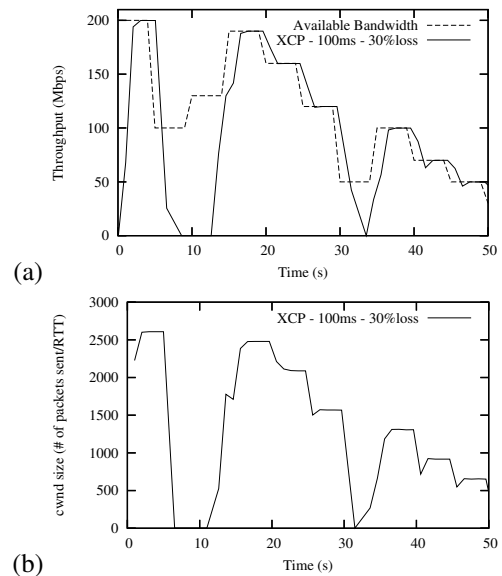 (a)
Throughput (Mbps)
200
150
100
50
0
Available Bandwidth
XCP - 100ms - 30%loss
0 10 20 30 40 50
Time (s)
(b)
cwnd size (# of packets sent/RTT)
3000
2500
2000
1500
1000
500
0
XCP - 100ms - 30%loss
0 10 20 30 40 50
Time (s)